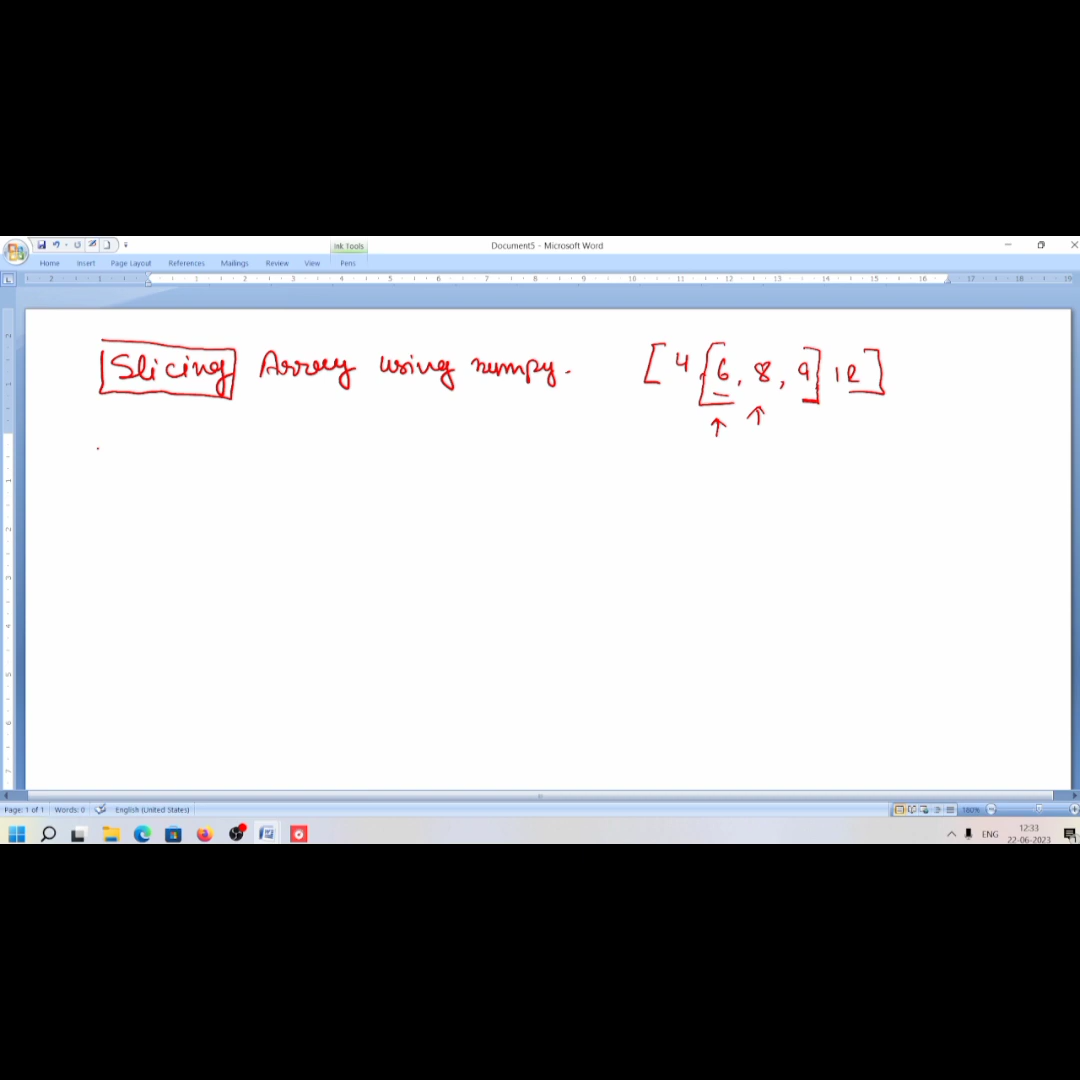 Document5 - Microsoft Word
Ink Tools
Home Insert Page Layout References Mailings Review View Pens
Slicing Array using numpy. [4, [6, 8, 9] 12]
Page: 1 of 1 Words: 0 English (United States) 160%
ENG 12:33
22-06-2023